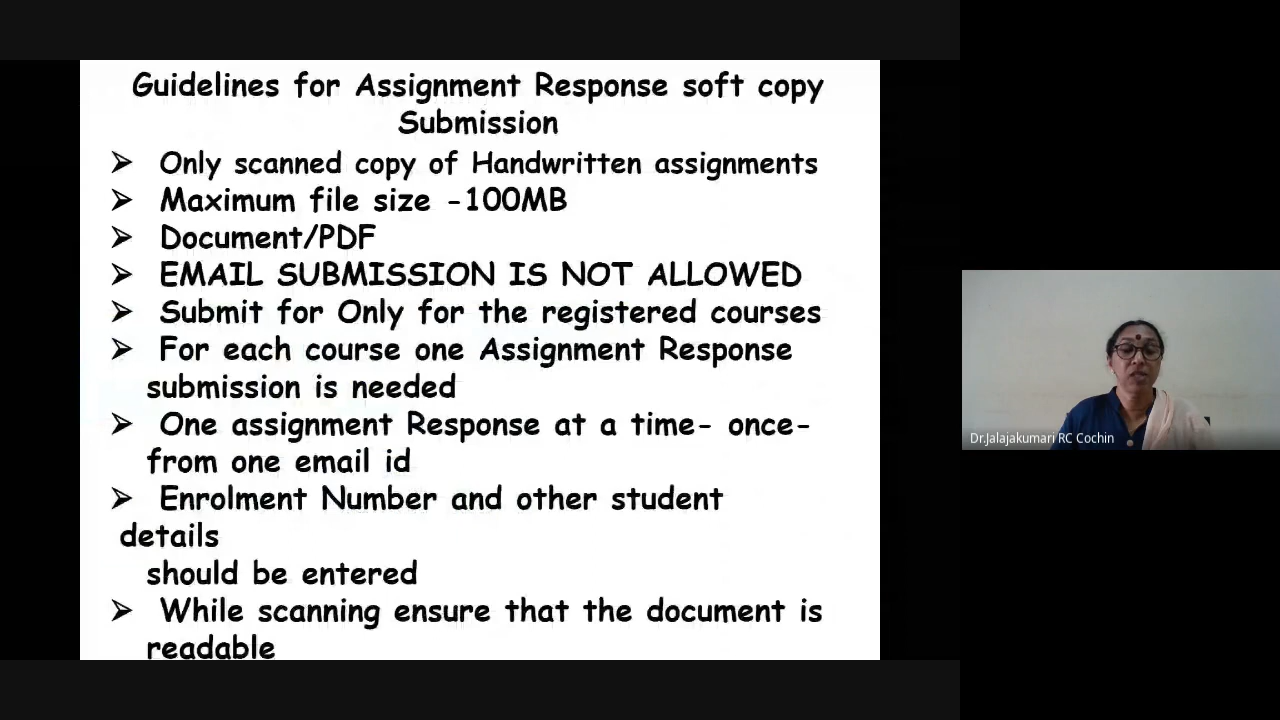 Guidelines for Assignment Response soft copy
Submission
➢ Only scanned copy of Handwritten assignments
➢ Maximum file size -100MB
➢ Document/PDF
➢ EMAIL SUBMISSION IS NOT ALLOWED
➢ Submit for Only for the registered courses
➢ For each course one Assignment Response
submission is needed
➢ One assignment Response at a time- once-
from one email id
➢ Enrolment Number and other student
details
should be entered
➢ While scanning ensure that the document is
readable
Dr.Jalajakumari RC Cochin